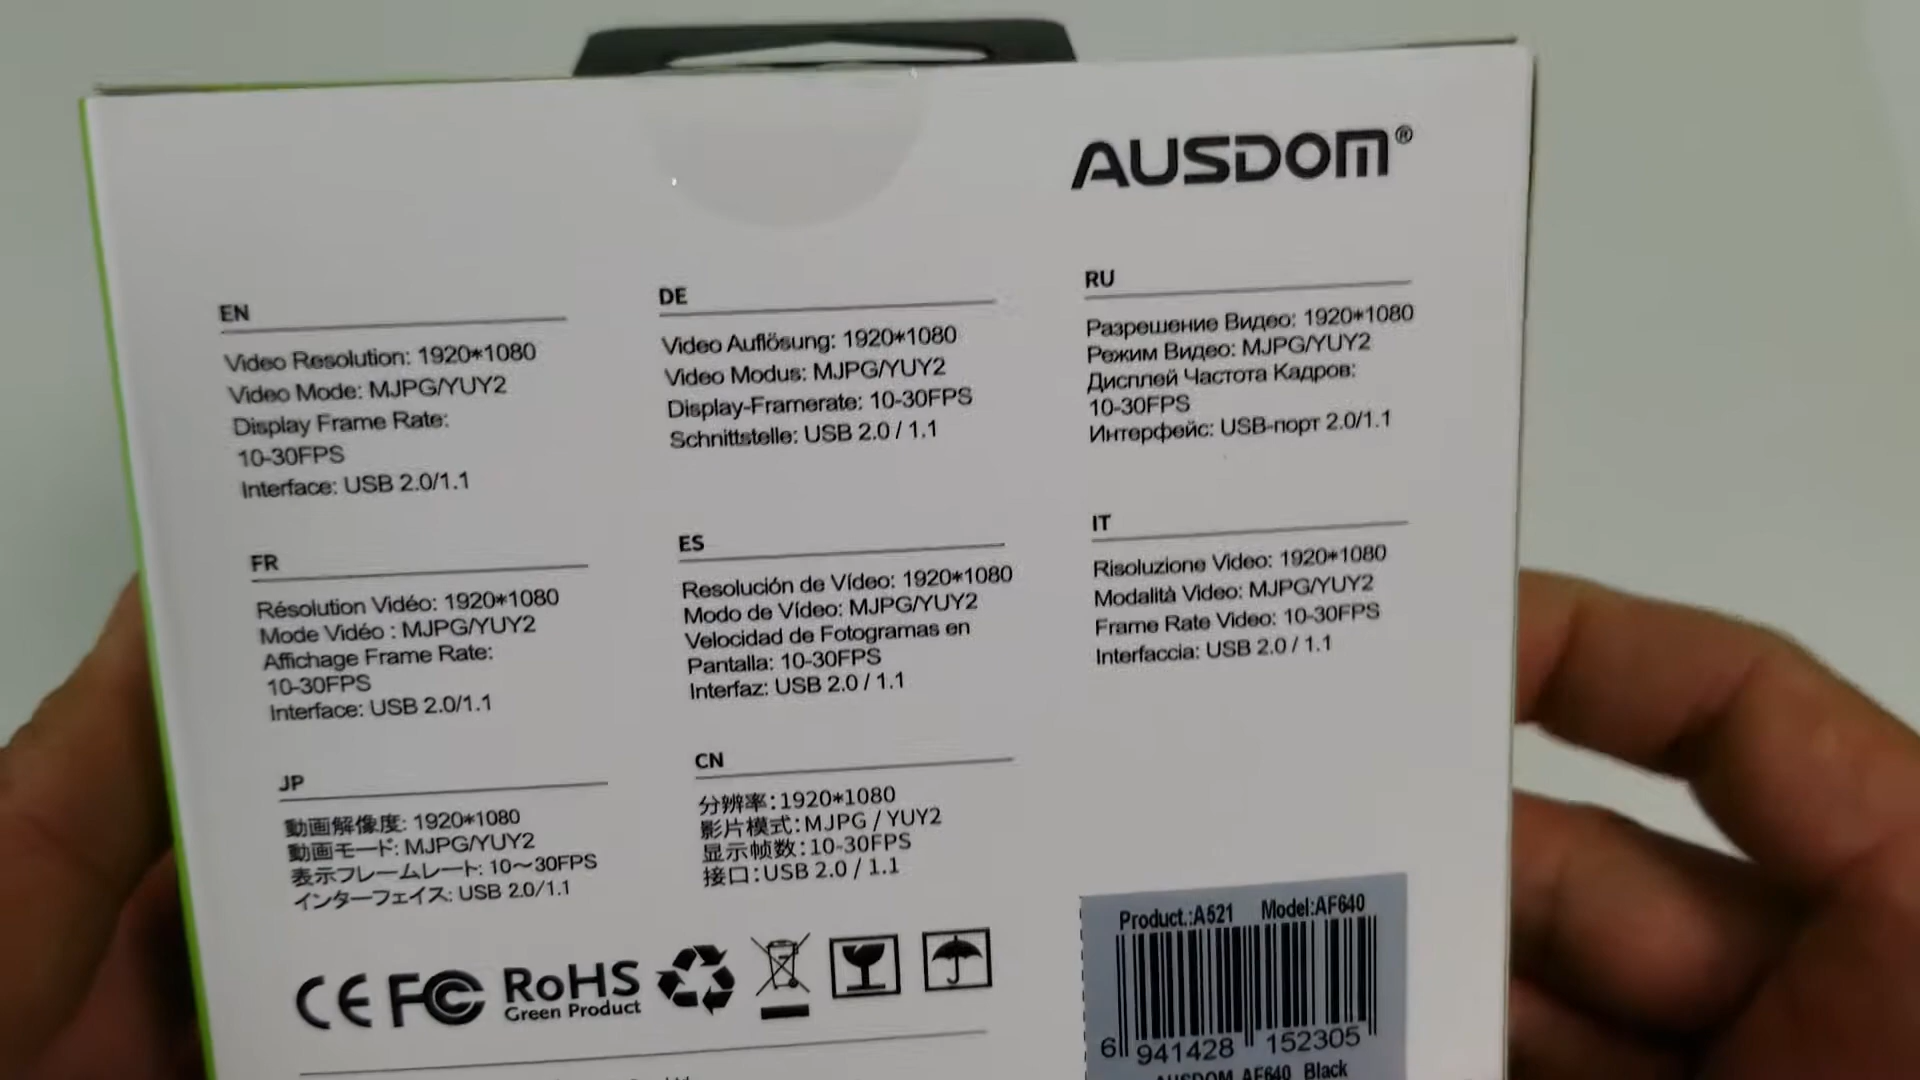 AUSDOM®
EN
Video Resolution: 1920*1080
Video Mode: MJPG/YUY2
Display Frame Rate:
10-30FPS
Interface: USB 2.0/1.1
DE
Video Auflösung: 1920*1080
Video Modus: MJPG/YUY2
Display-Framerate: 10-30FPS
Schnittstelle: USB 2.0 / 1.1
RU
Разрешение Видео: 1920*1080
Режим Видео: MJPG/YUY2
Дисплей Частота Кадров:
10-30FPS
Интерфейс: USB-порт 2.0/1.1
FR
Résolution Vidéo: 1920*1080
Mode Vidéo : MJPG/YUY2
Affichage Frame Rate:
10-30FPS
Interface: USB 2.0/1.1
ES
Resolución de Vídeo: 1920*1080
Modo de Vídeo: MJPG/YUY2
Velocidad de Fotogramas en
Pantalla: 10-30FPS
Interfaz: USB 2.0 / 1.1
IT
Risoluzione Video: 1920*1080
Modalità Video: MJPG/YUY2
Frame Rate Video: 10-30FPS
Interfaccia: USB 2.0 / 1.1
JP
動画解像度: 1920*1080
動画モード: MJPG/YUY2
表示フレームレート: 10～30FPS
インターフェイス: USB 2.0/1.1
CN
分辨率:1920*1080
影片模式:MJPG / YUY2
显示帧数:10-30FPS
接口:USB 2.0 / 1.1
CE FC RoHS
Green Product
Product.:A521 Model:AF640
6 941428 152305
AUSDOM AF640 Black